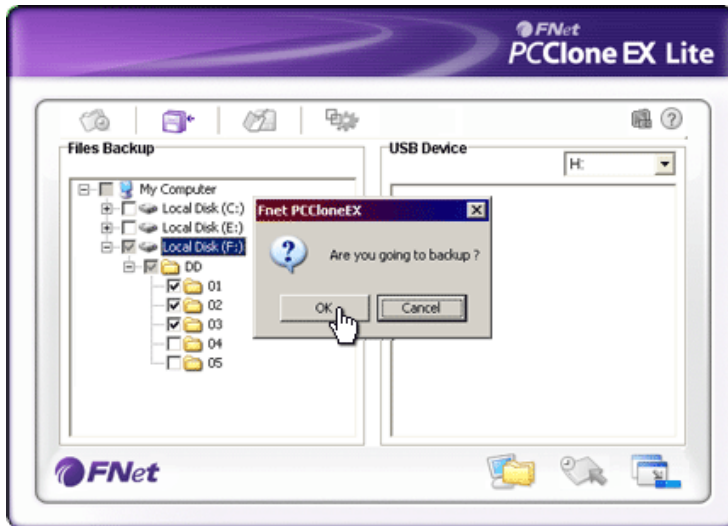 FNet
PCClone EX Lite
Files Backup
USB Device
H:
My Computer
Local Disk (C:)
Local Disk (E:)
Local Disk (F:)
DD
01
02
03
04
05
Fnet PCCloneEX
Are you going to backup ?
OK
Cancel
FNet